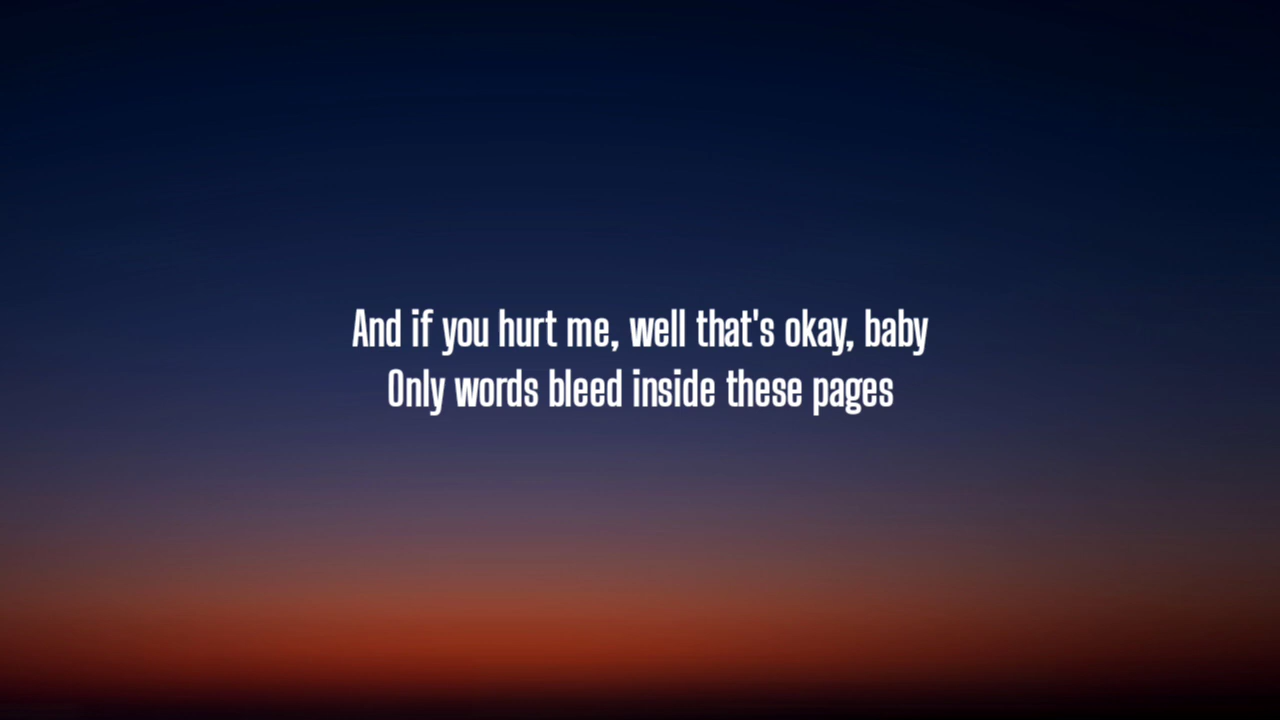 And if you hurt me, well that's okay, baby
Only words bleed inside these pages